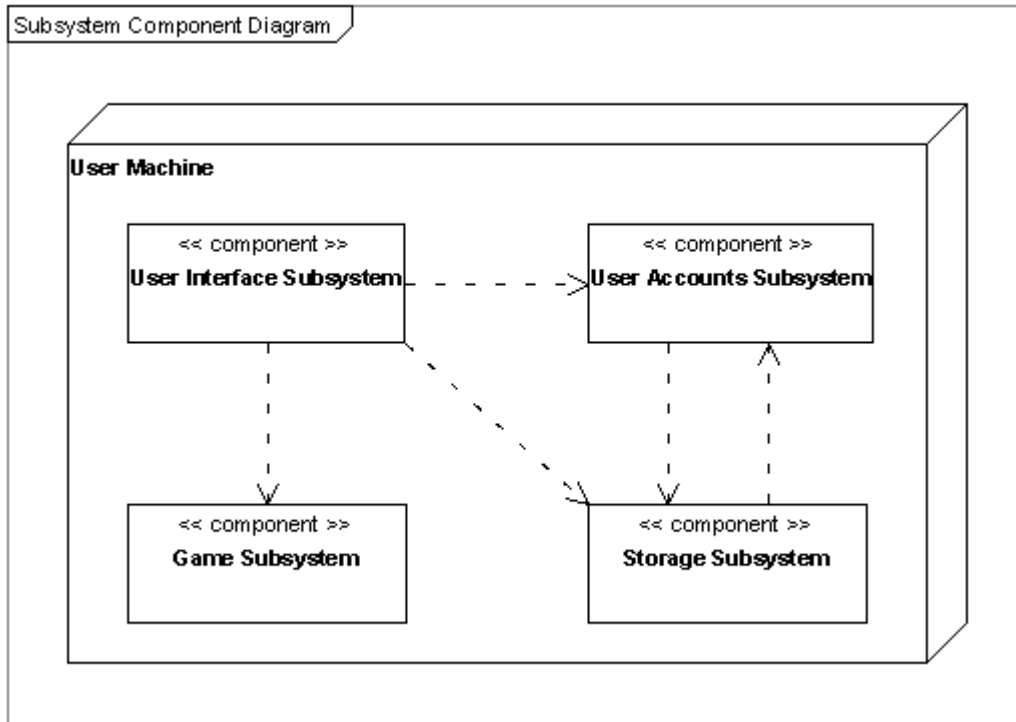 Subsystem Component Diagram
User Machine
<< component >>
User Interface Subsystem
<< component >>
User Accounts Subsystem
<< component >>
Game Subsystem
<< component >>
Storage Subsystem